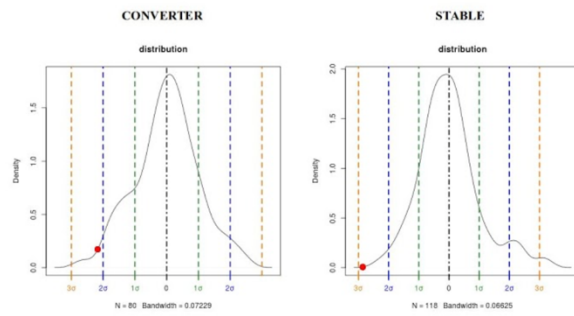 CONVERTER
distribution
Density
0.0
0.5
1.0
1.5
3σ 2σ 1σ 0 1σ 2σ
N = 80 Bandwidth = 0.07229
STABLE
distribution
Density
0.0
0.5
1.0
1.5
2.0
3σ 2σ 1σ 0 1σ 2σ 3σ
N = 118 Bandwidth = 0.06625